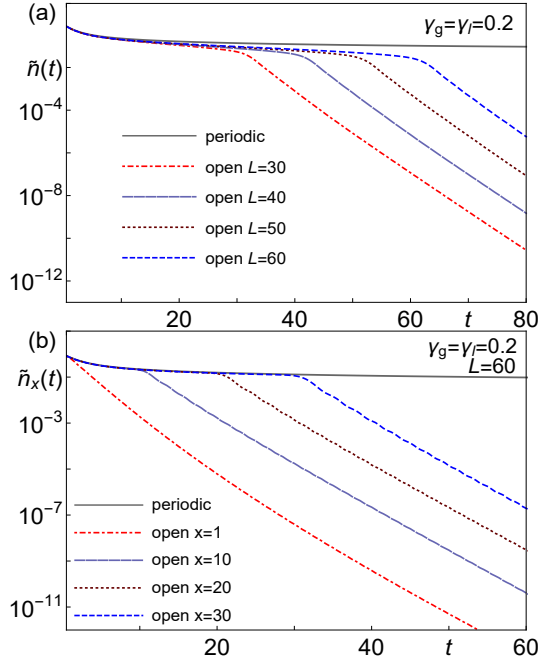 (a)
γg=γl=0.2
ñ(t)
10⁻⁴
10⁻⁸
10⁻¹²
periodic
open L=30
open L=40
open L=50
open L=60
20 40 60 t 80
(b)
γg=γl=0.2
L=60
ñx(t)
10⁻³
10⁻⁷
10⁻¹¹
periodic
open x=1
open x=10
open x=20
open x=30
20 40 t 60